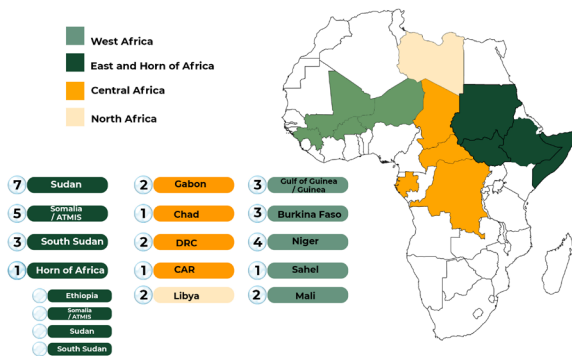 West Africa
East and Horn of Africa
Central Africa
North Africa
7 Sudan
5 Somalia
/ ATMIS
3 South Sudan
1 Horn of Africa
Ethiopia
Somalia
/ ATMIS
Sudan
South Sudan
2 Gabon
1 Chad
2 DRC
1 CAR
2 Libya
3 Gulf of Guinea
/ Guinea
3 Burkina Faso
4 Niger
1 Sahel
2 Mali